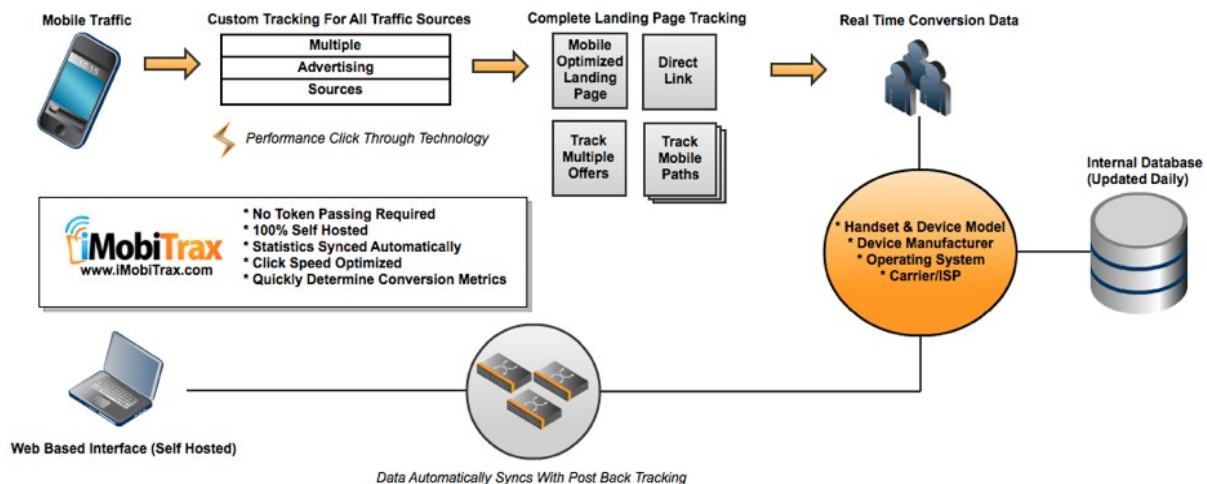 Mobile Traffic
Custom Tracking For All Traffic Sources
Complete Landing Page Tracking
Real Time Conversion Data
10:15
Multiple
Advertising
Sources
Mobile
Optimized
Landing
Page
Direct
Link
Performance Click Through Technology
Track
Multiple
Offers
Track
Mobile
Paths
Internal Database
(Updated Daily)
iMobiTrax
www.iMobiTrax.com
* No Token Passing Required
* 100% Self Hosted
* Statistics Synced Automatically
* Click Speed Optimized
* Quickly Determine Conversion Metrics
* Handset & Device Model
* Device Manufacturer
* Operating System
* Carrier/ISP
Web Based Interface (Self Hosted)
Data Automatically Syncs With Post Back Tracking